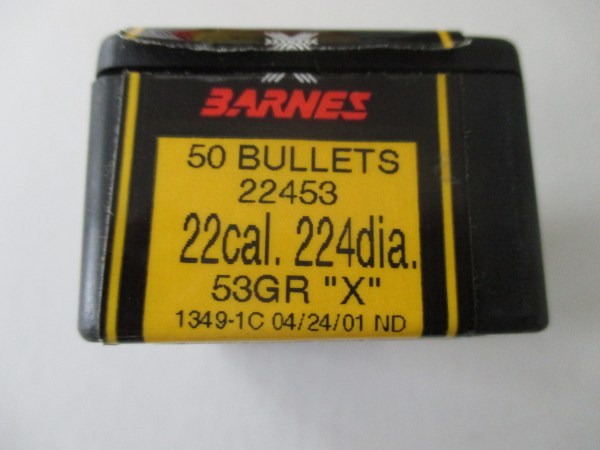 BARNES
50 BULLETS
22453
22cal. 224dia.
53GR "X"
1349-1C 04/24/01 ND